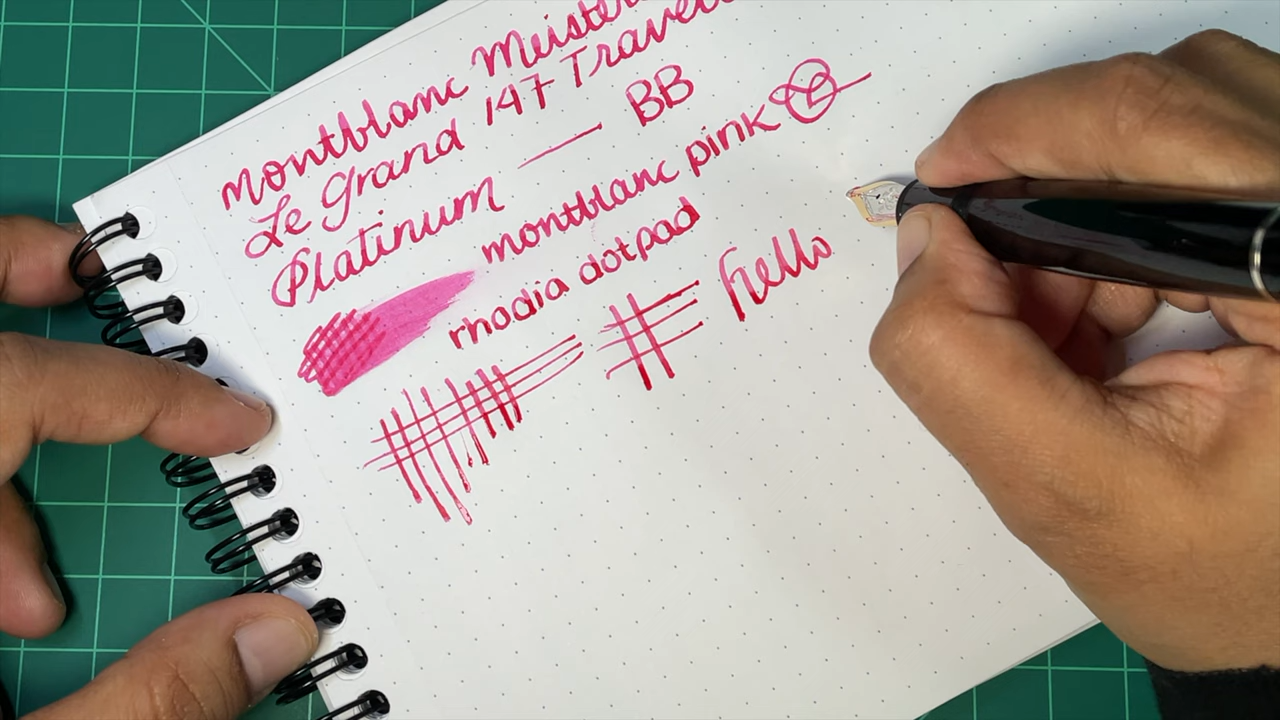 montblanc Meister
Le Grand 147 Travel
Platinum — BB
montblanc pink
rhodia dotpad
hello